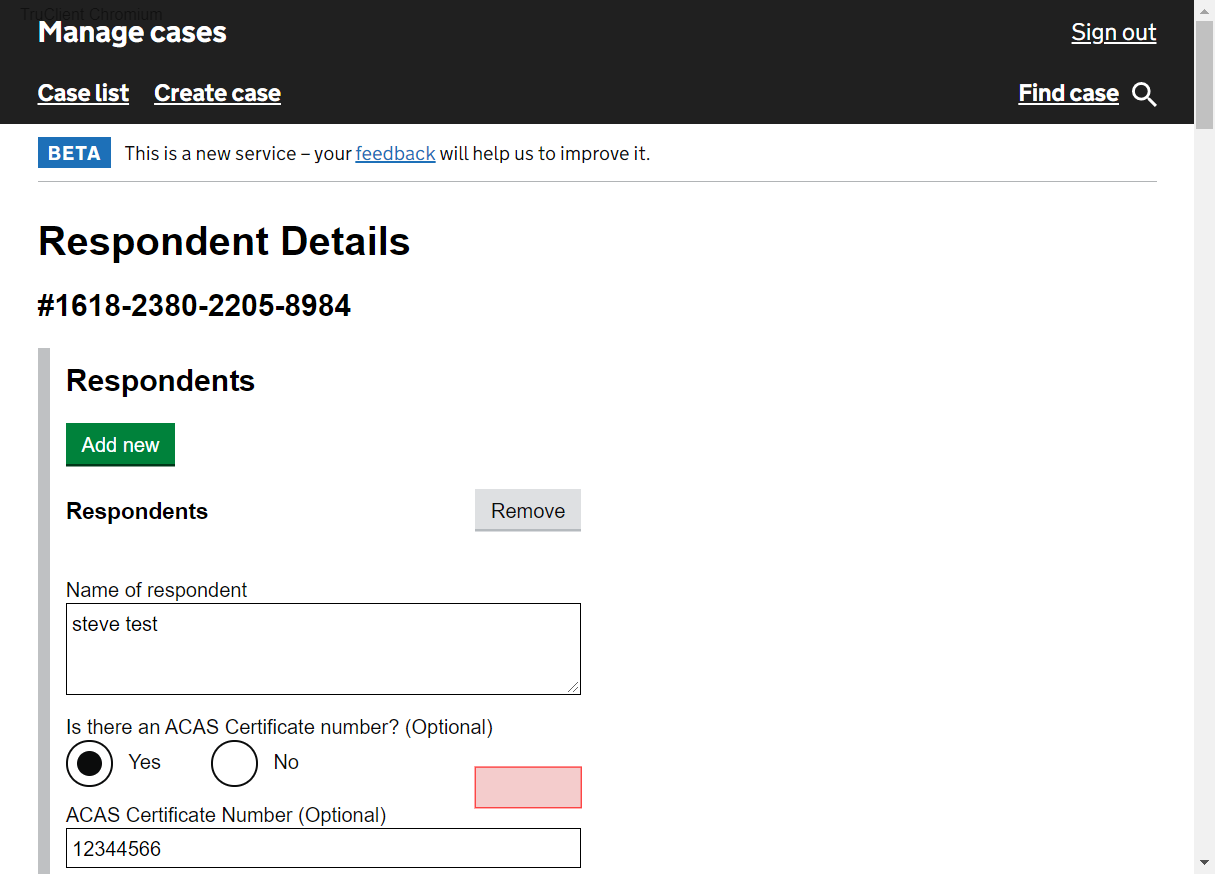 TruClient Chromium
Manage cases
Sign out
Case list Create case
Find case
BETA This is a new service – your feedback will help us to improve it.
Respondent Details
#1618-2380-2205-8984
Respondents
Add new
Respondents
Remove
Name of respondent
steve test
Is there an ACAS Certificate number? (Optional)
Yes No
ACAS Certificate Number (Optional)
12344566